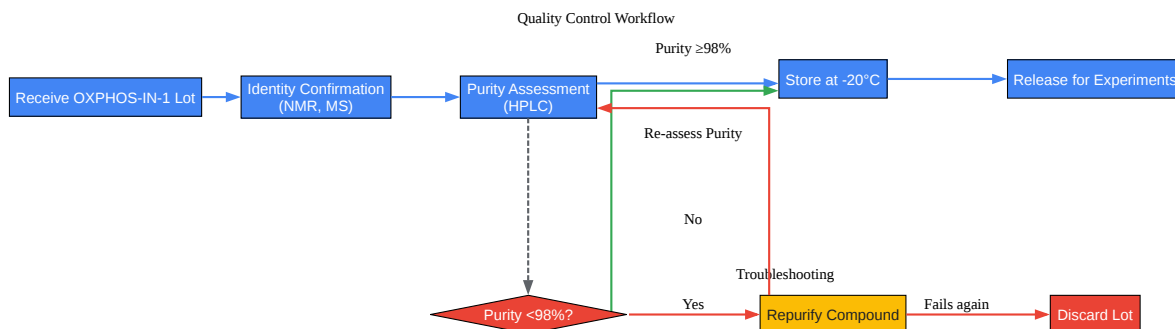 Quality Control Workflow
Purity ≥98%
Receive OXPHOS-IN-1 Lot
Identity Confirmation
(NMR, MS)
Purity Assessment
(HPLC)
Store at -20°C
Release for Experiments
Re-assess Purity
No
Troubleshooting
Purity <98%?
Yes
Repurify Compound
Fails again
Discard Lot